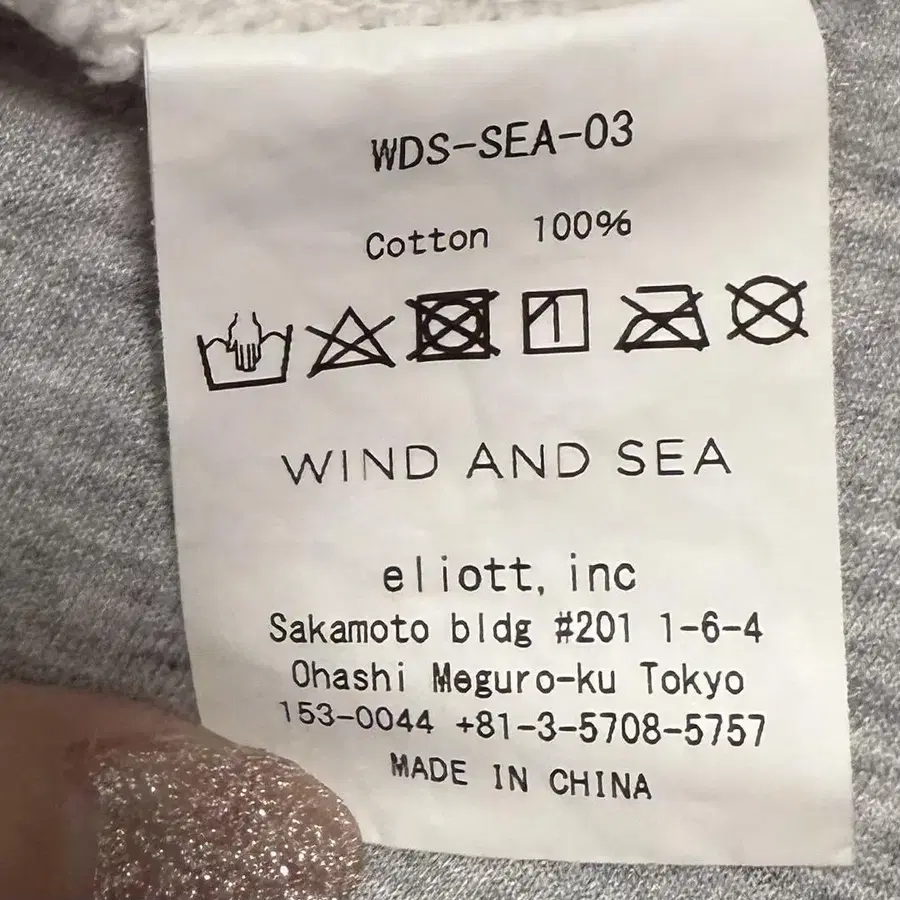 WDS-SEA-03
Cotton 100%
WIND AND SEA
eliott, inc
Sakamoto bldg #201 1-6-4
Ohashi Meguro-ku Tokyo
153-0044 +81-3-5708-5757
MADE IN CHINA